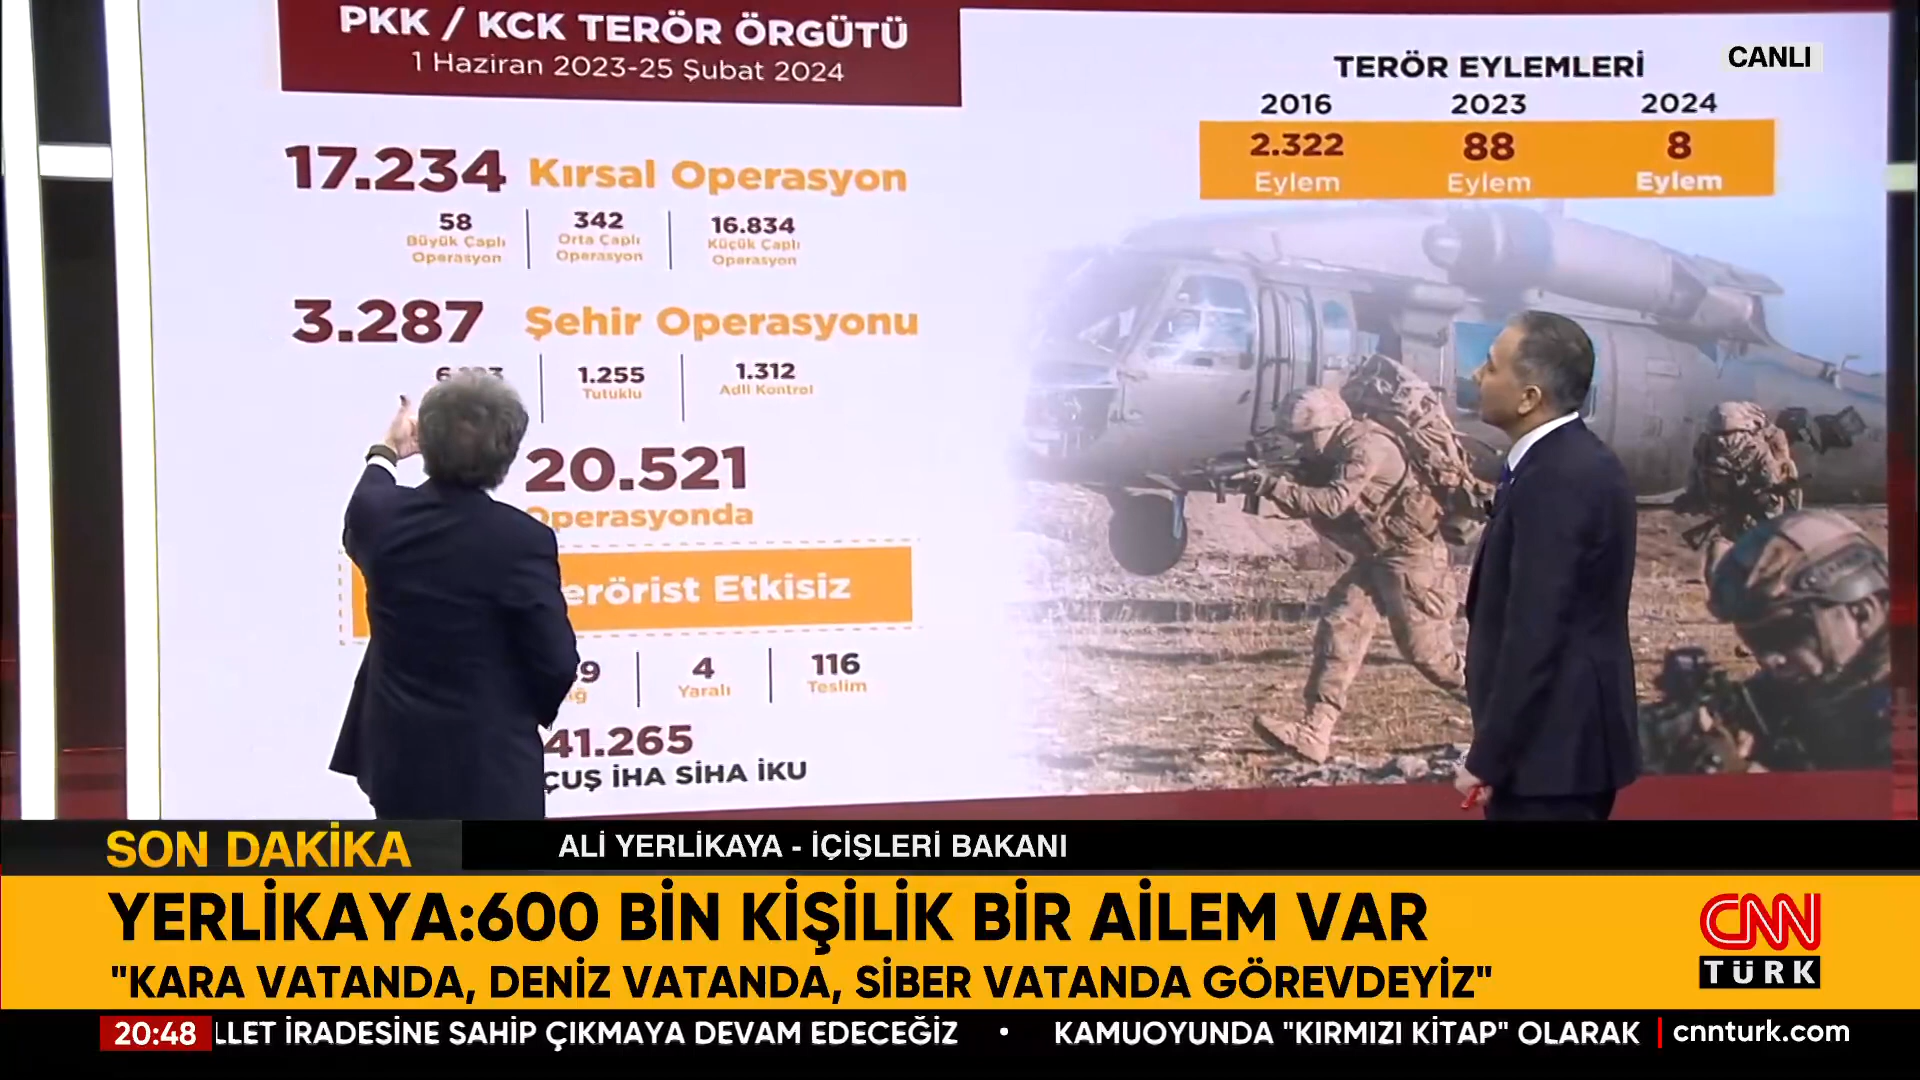 PKK / KCK TERÖR ÖRGÜTÜ
1 Haziran 2023-25 Şubat 2024
TERÖR EYLEMLERİ
CANLI
2016 2023 2024
2.322 88 8
Eylem Eylem Eylem
17.234 Kırsal Operasyon
58 342 16.834
Büyük Çaplı Orta Çaplı Küçük Çaplı
Operasyon Operasyon Operasyon
3.287 Şehir Operasyonu
1.255 1.312
Tutuklu Adli Kontrol
20.521
Operasyonda
Etkisiz
4 116
Yaralı Teslim
41.265
İHA SİHA İKU
SON DAKİKA
ALİ YERLİKAYA - İÇİŞLERİ BAKANI
YERLİKAYA:600 BİN KİŞİLİK BİR AİLEM VAR
"KARA VATANDA, DENİZ VATANDA, SİBER VATANDA GÖREVDEYİZ"
CNN
TÜRK
20:48 LLET İRADESİNE SAHİP ÇIKMAYA DEVAM EDECEĞİZ • KAMUOYUNDA "KIRMIZI KİTAP" OLARAK cnnturk.com